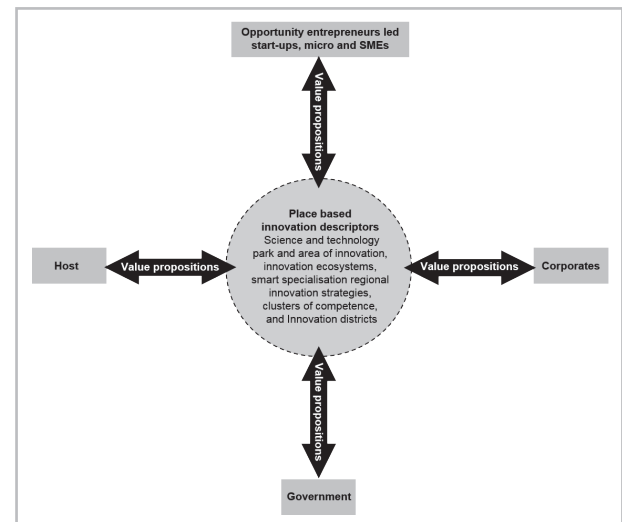 Opportunity entrepreneurs led
start-ups, micro and SMEs
Value propositions
Place based
innovation descriptors
Science and technology
park and area of innovation,
innovation ecosystems,
smart specialisation regional
innovation strategies,
clusters of competence,
and Innovation districts
Host
Value propositions
Value propositions
Corporates
Value propositions
Government